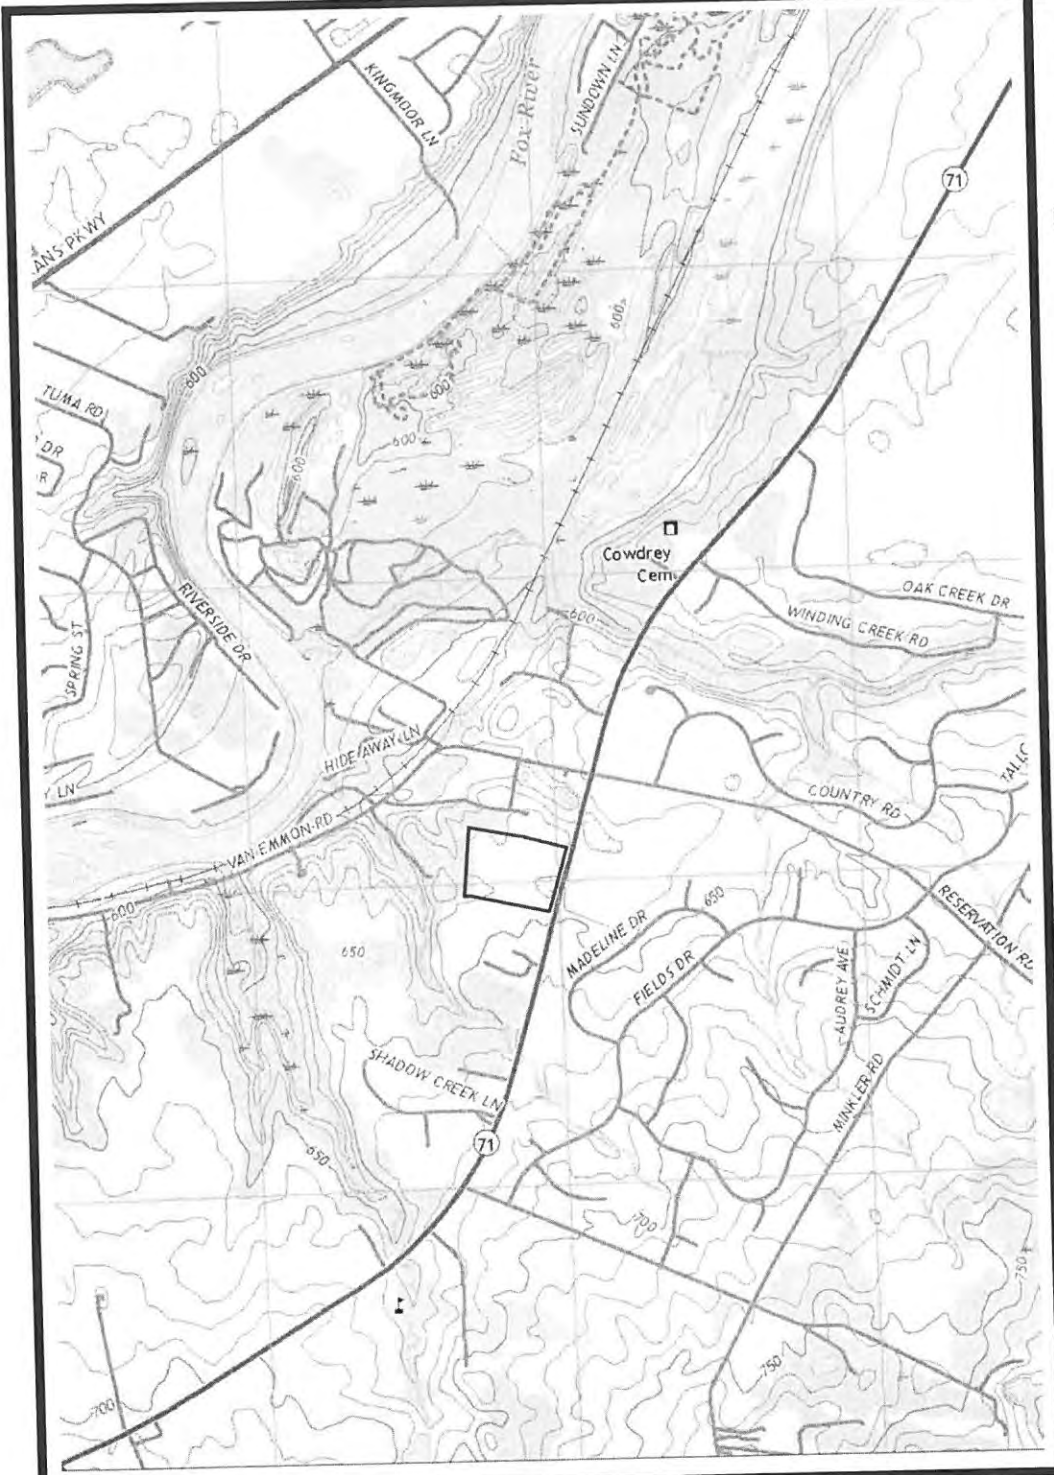 KINGMOOR LN
Fox River
SUNDOWN LN
71
ANS PKWY
600
600
TUMA RD
600
DR
R
600
600
Cowdrey
Cem
OAK CREEK DR
WINDING CREEK RD
600
RIVERSIDE DR
SPRING ST
HIDE AWAY LN
Y LN
COUNTRY RD
TALLO
VAN EMMON RD
600
RESERVATION RD
650
MADELINE DR
650
FIELDS DR
AUDREY AVE
SCHMIDT LN
SHADOW CREEK LN
MINKLER RD
71
650
700
750
750
700